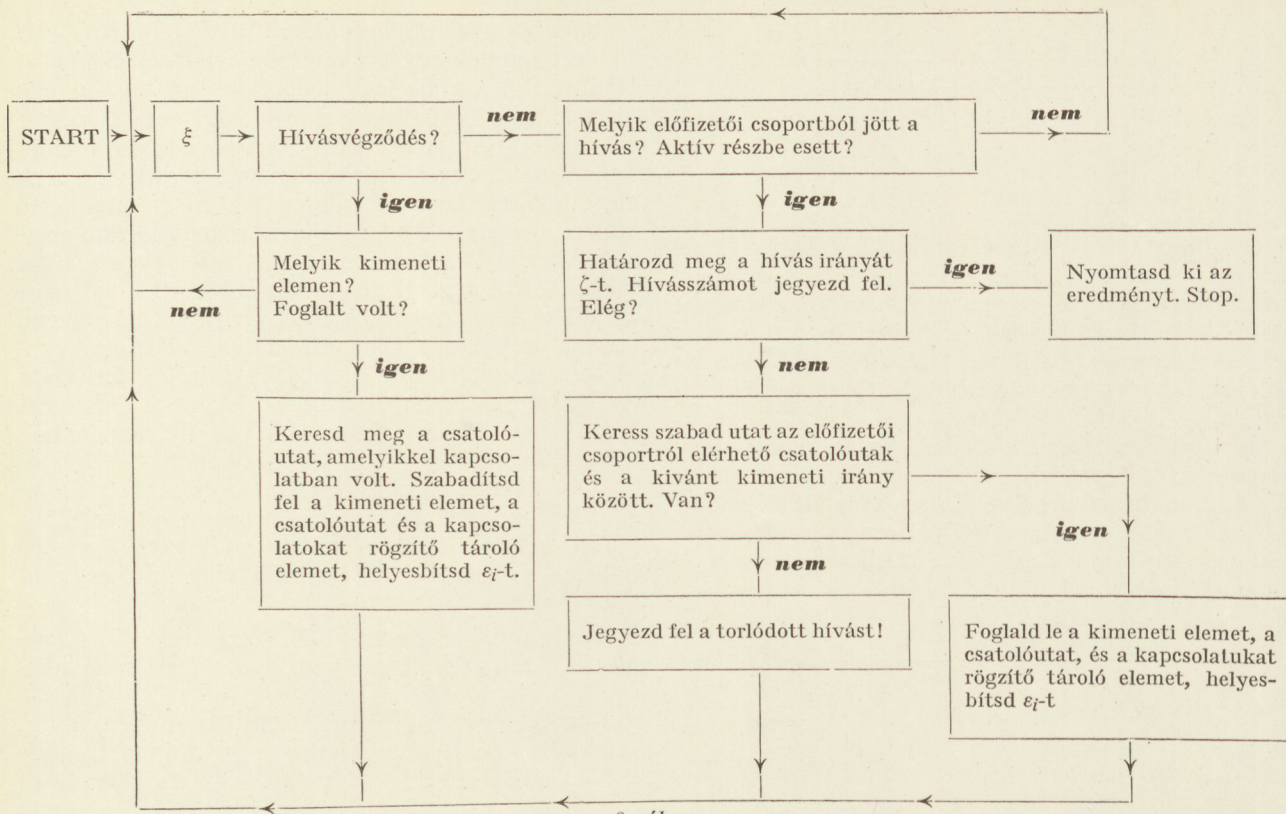 START
ξ
Hívásvégződés?
nem
Melyik előfizetői csoportból jött a
hívás? Aktív részbe esett?
nem
igen
igen
Melyik kimeneti
elemen?
Foglalt volt?
nem
Határozd meg a hívás irányát
ζ-t. Hívásszámot jegyezd fel.
Elég?
igen
Nyomtasd ki az
eredményt. Stop.
igen
nem
Keresd meg a csatoló-
utat, amelyikkel kapcso-
latban volt. Szabadítsd
fel a kimeneti elemet, a
csatolóutat és a kapcso-
latokat rögzítő tároló
elemet, helyesbítsd εi-t.
Keress szabad utat az előfizetői
csoportról elérhető csatolóutak
és a kivánt kimeneti irány
között. Van?
igen
nem
Jegyezd fel a torlódott hívást!
Foglald le a kimeneti elemet, a
csatolóutat, és a kapcsolatukat
rögzítő tároló elemet, helyes-
bítsd εi-t